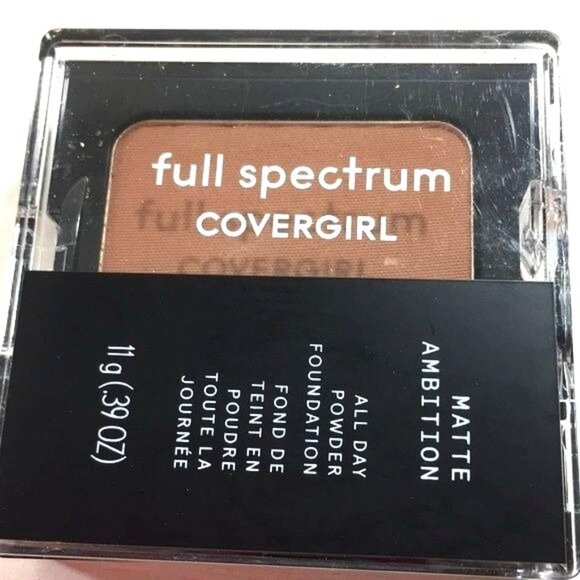 full spectrum
COVERGIRL
MATTE
AMBITION
ALL DAY
POWDER
FOUNDATION
FOND DE
TEINT EN
POUDRE
TOUTE LA
JOURNÉE
11 g (.39 OZ)